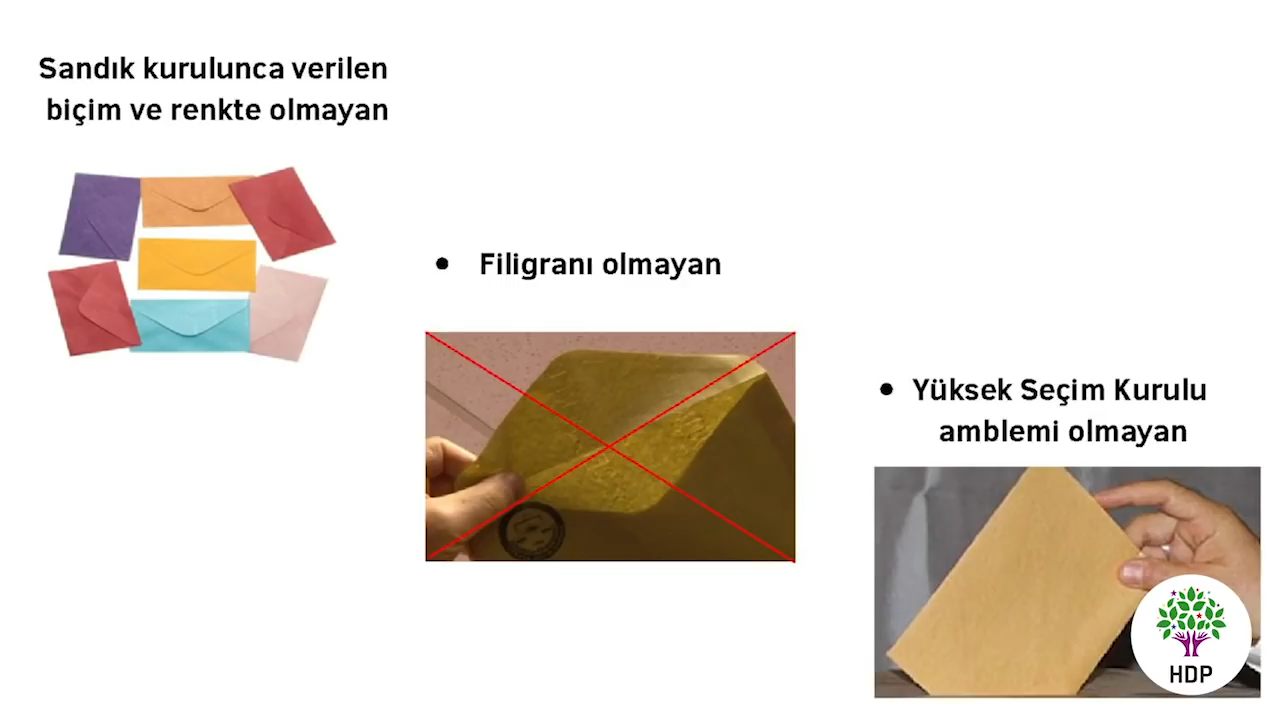 Sandık kurulunca verilen
biçim ve renkte olmayan
• Filigranı olmayan
• Yüksek Seçim Kurulu
amblemi olmayan
HDP